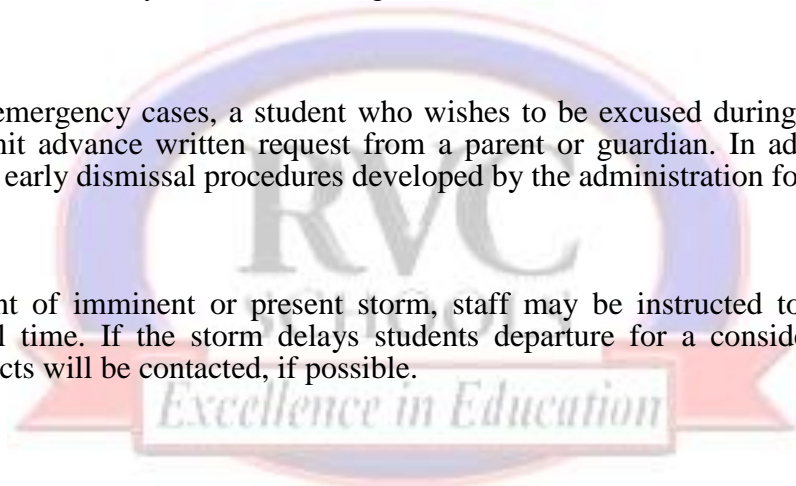 emergency cases, a student who wishes to be excused during
nit advance written request from a parent or guardian. In ad
early dismissal procedures developed by the administration fo
RVC
SCHOOLS
nt of imminent or present storm, staff may be instructed to
l time. If the storm delays students departure for a conside
cts will be contacted, if possible.
Excellence in Education